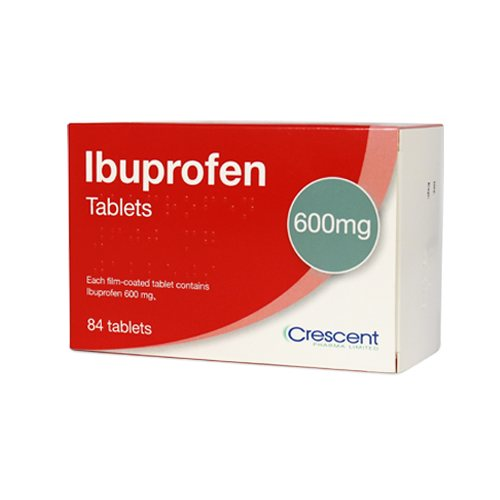 Ibuprofen
Tablets
600mg
Each film-coated tablet contains
Ibuprofen 600 mg.
84 tablets
Crescent
PHARMA LIMITED